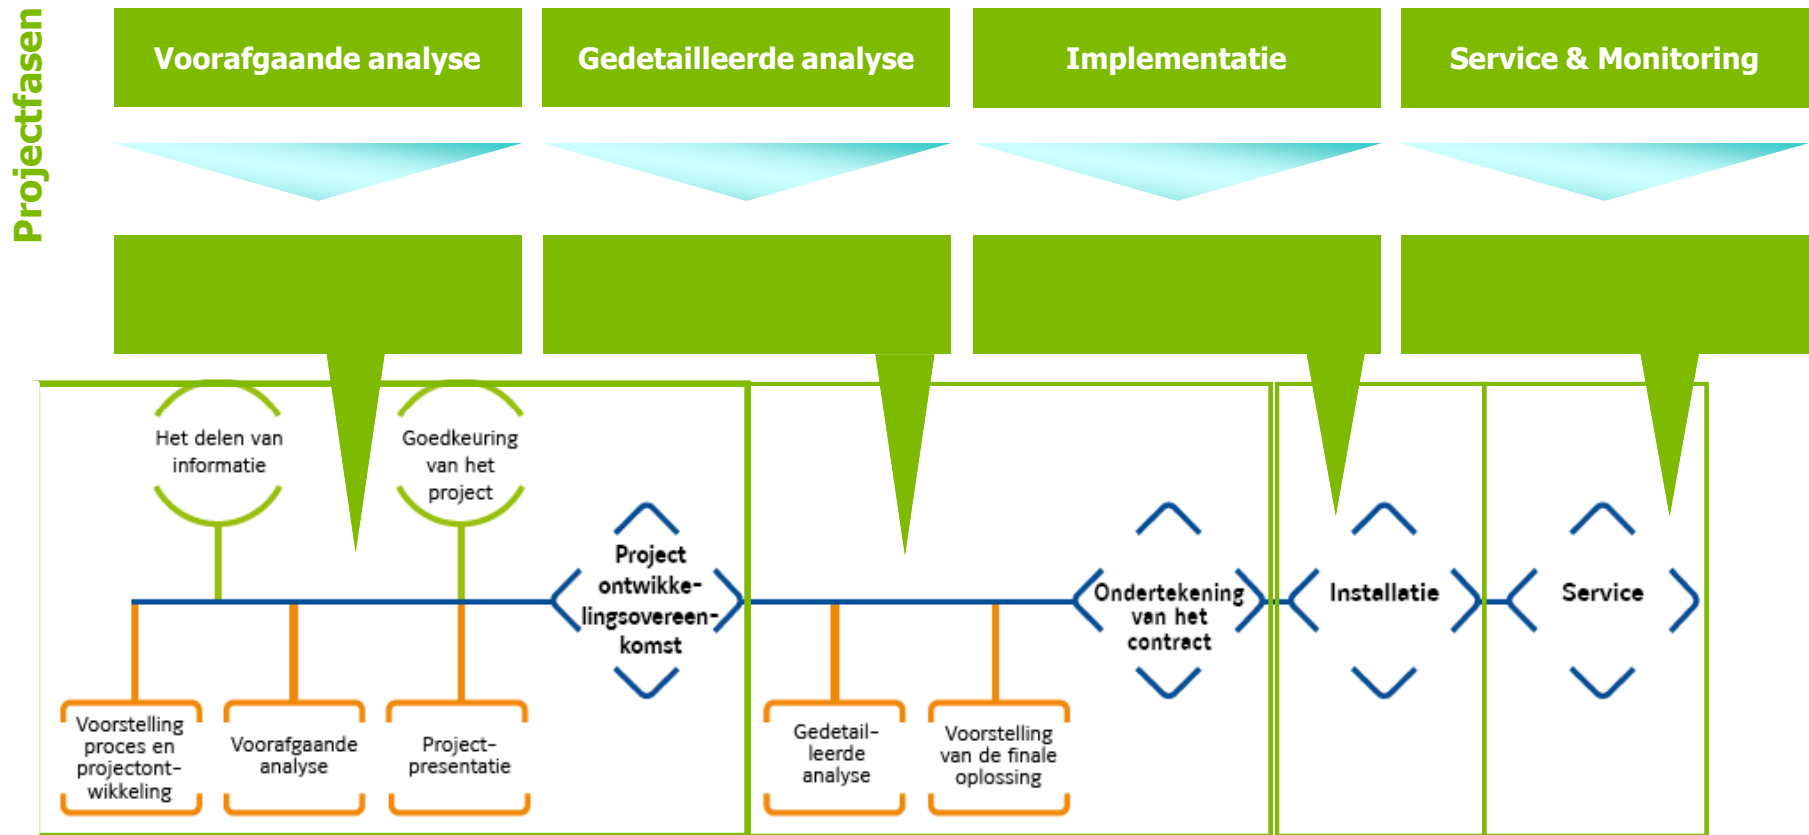 Projectfasen
Voorafgaande analyse
Gedetailleerde analyse
Implementatie
Service & Monitoring
Het delen van
informatie
Goedkeuring
van het
project
Project
ontwikke-
lingsovereen-
komst
Ondertekening
van het
contract
Installatie
Service
Voorstelling
proces en
projectont-
wikkeling
Voorafgaande
analyse
Project-
presentatie
Gedetail-
leerde
analyse
Voorstelling
van de finale
oplossing